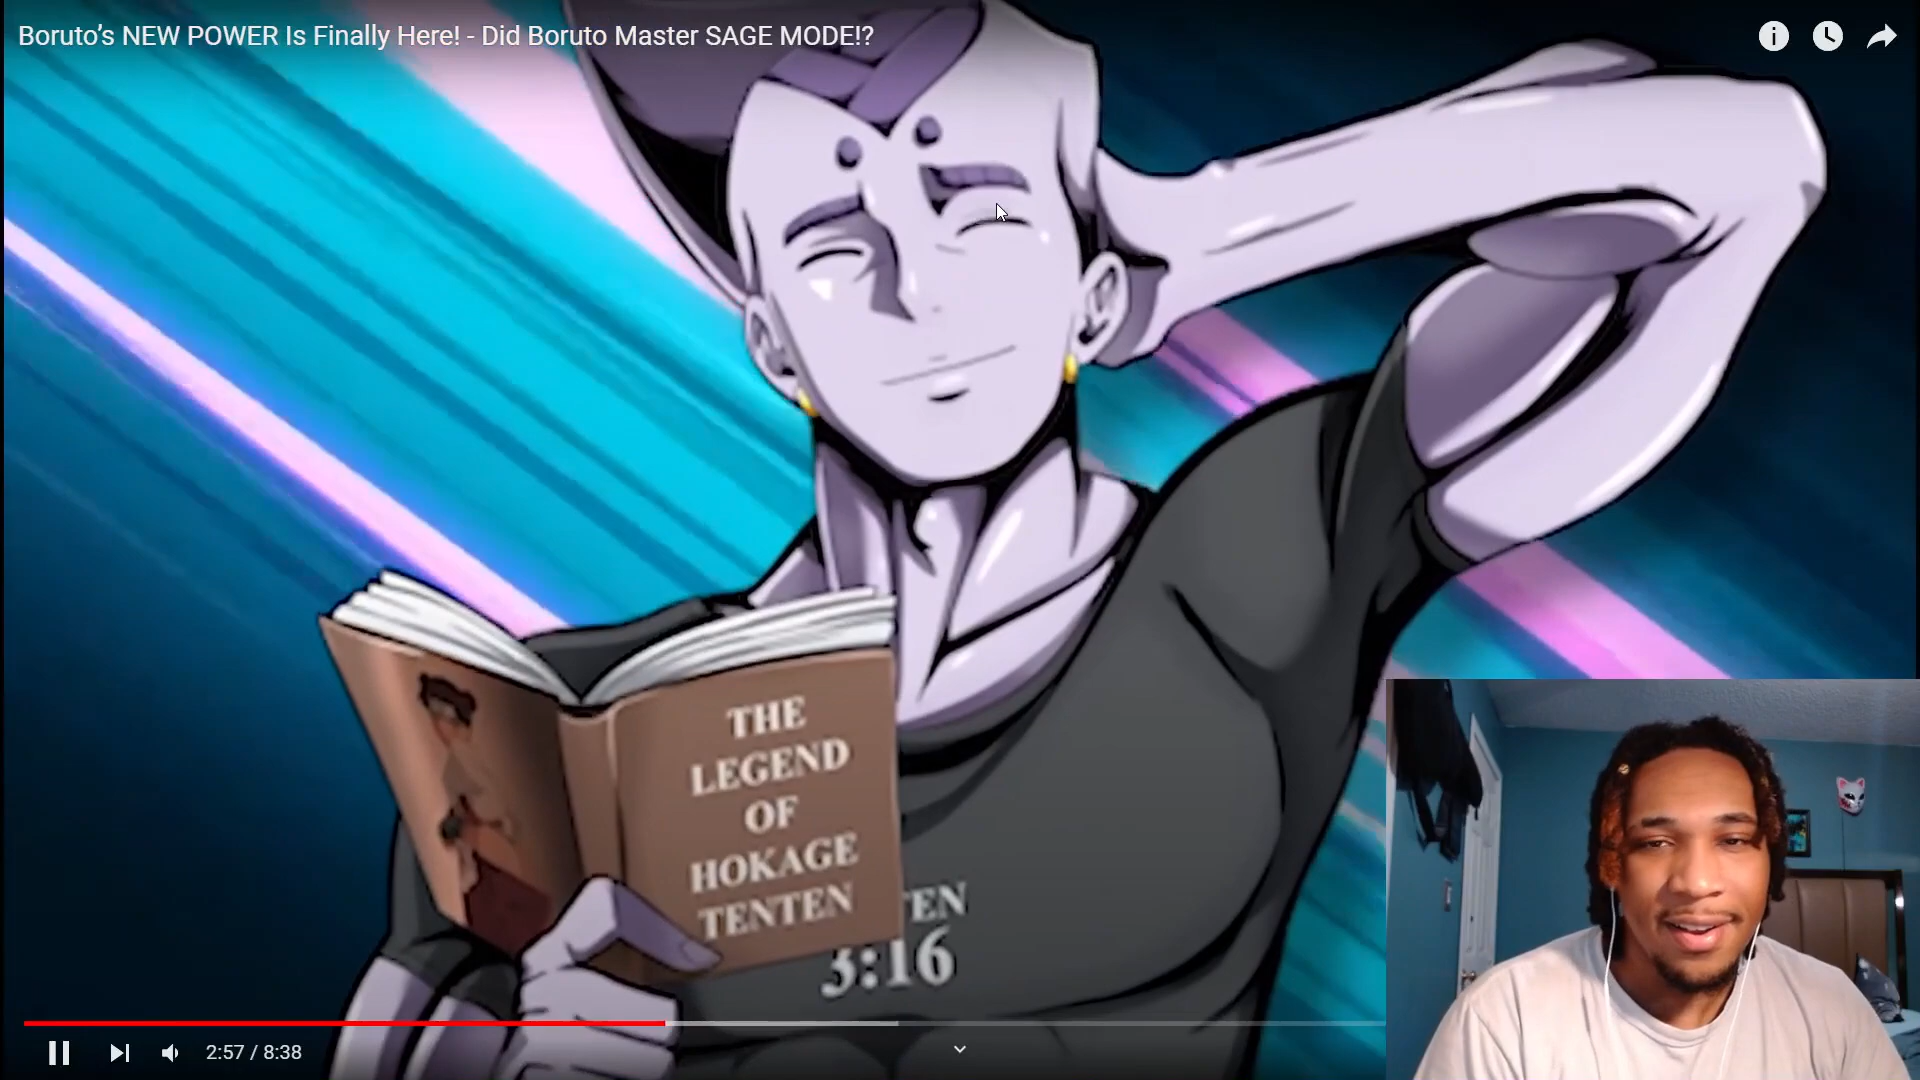 Boruto’s NEW POWER Is Finally Here! - Did Boruto Master SAGE MODE!?
THE
LEGEND
OF
HOKAGE
TENTEN
TEN
3:16
2:57 / 8:38